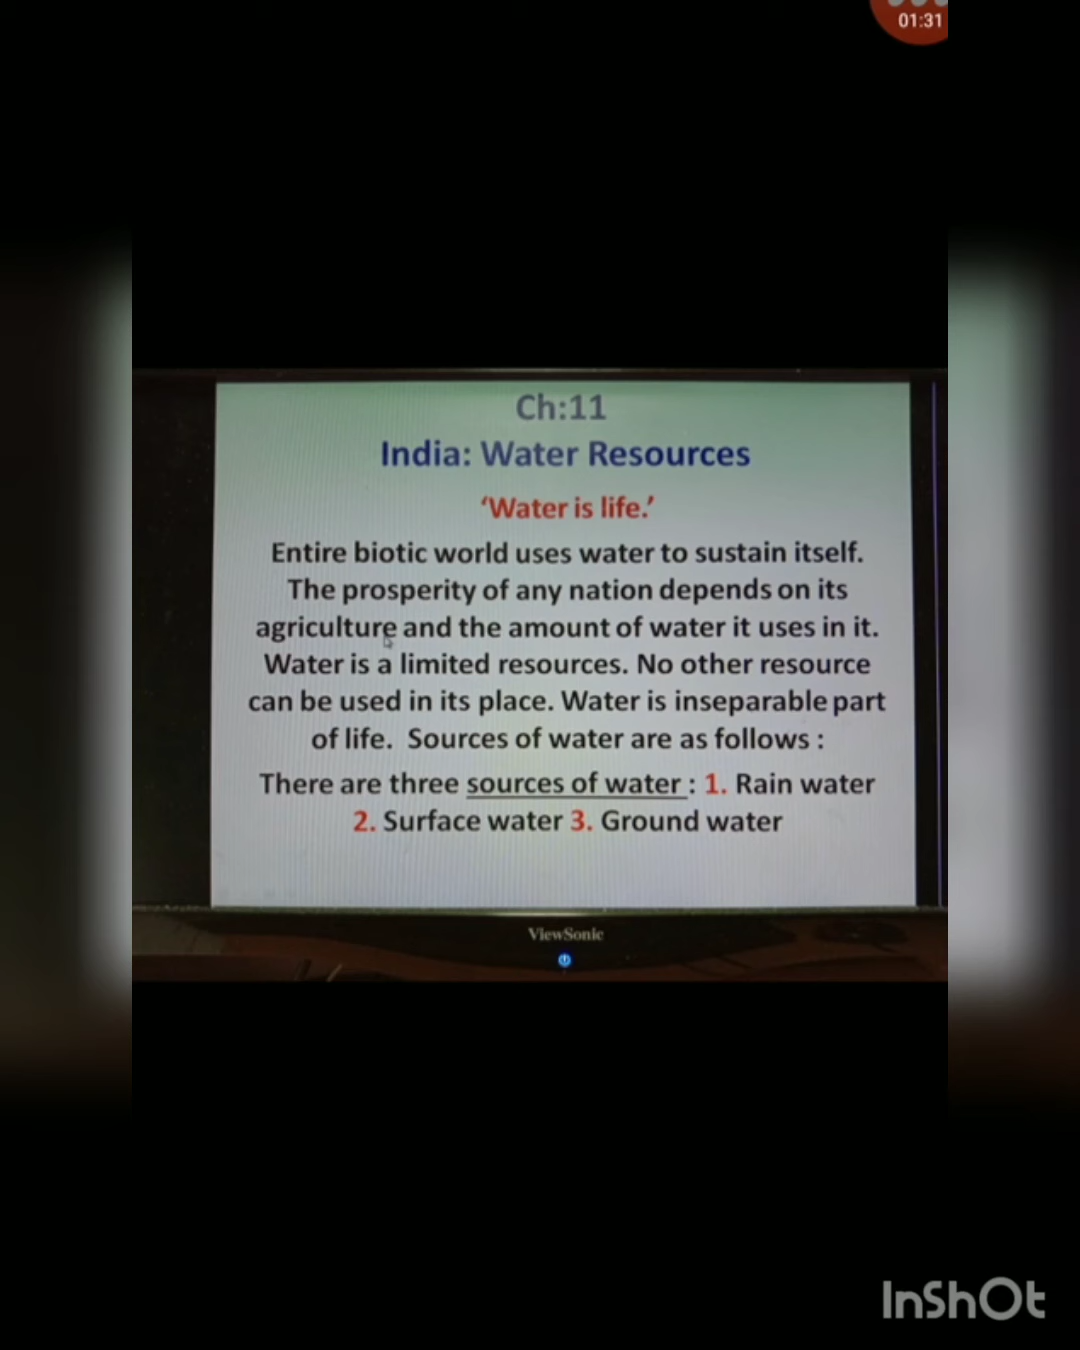 01:31
Ch:11
India: Water Resources
‘Water is life.’
Entire biotic world uses water to sustain itself.
The prosperity of any nation depends on its
agriculture and the amount of water it uses in it.
Water is a limited resources. No other resource
can be used in its place. Water is inseparable part
of life. Sources of water are as follows :
There are three sources of water : 1. Rain water
2. Surface water 3. Ground water
ViewSonic
InShOt